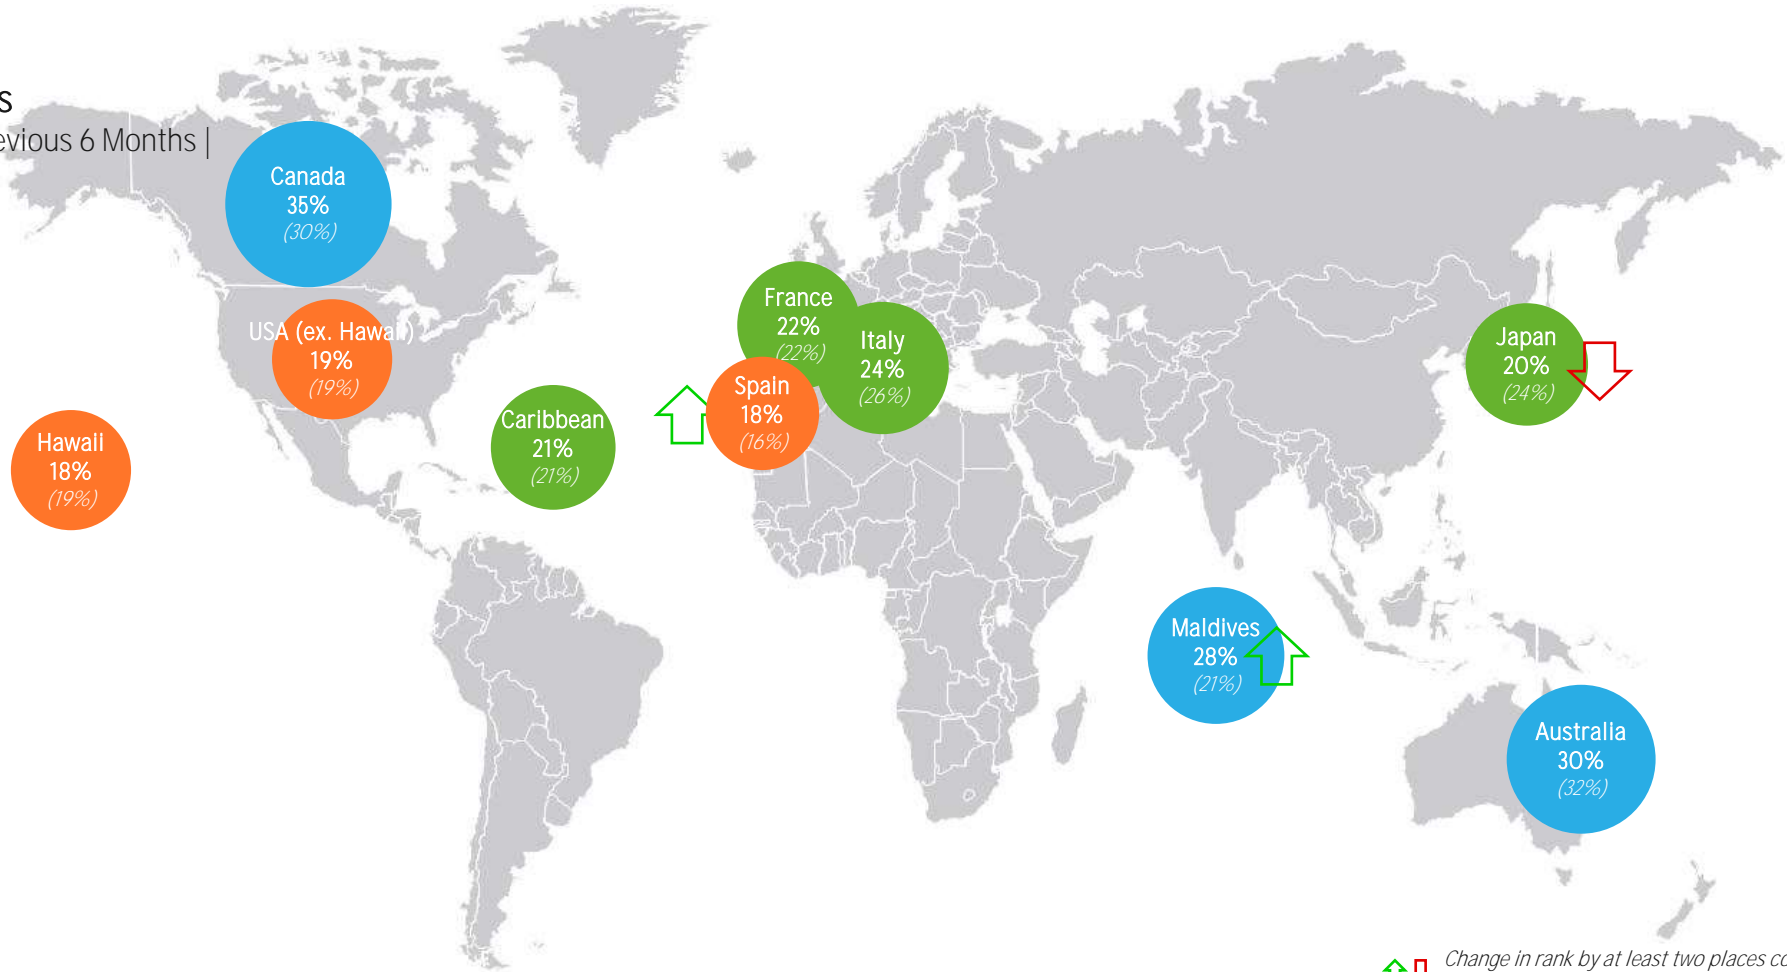 s
evious 6 Months |
Canada
35%
(30%)
USA (ex. Hawaii)
19%
(19%)
Hawaii
18%
(19%)
Caribbean
21%
(21%)
France
22%
(22%)
Italy
24%
(26%)
Spain
18%
(16%)
Japan
20%
(24%)
Maldives
28%
(21%)
Australia
30%
(32%)
Change in rank by at least two places co